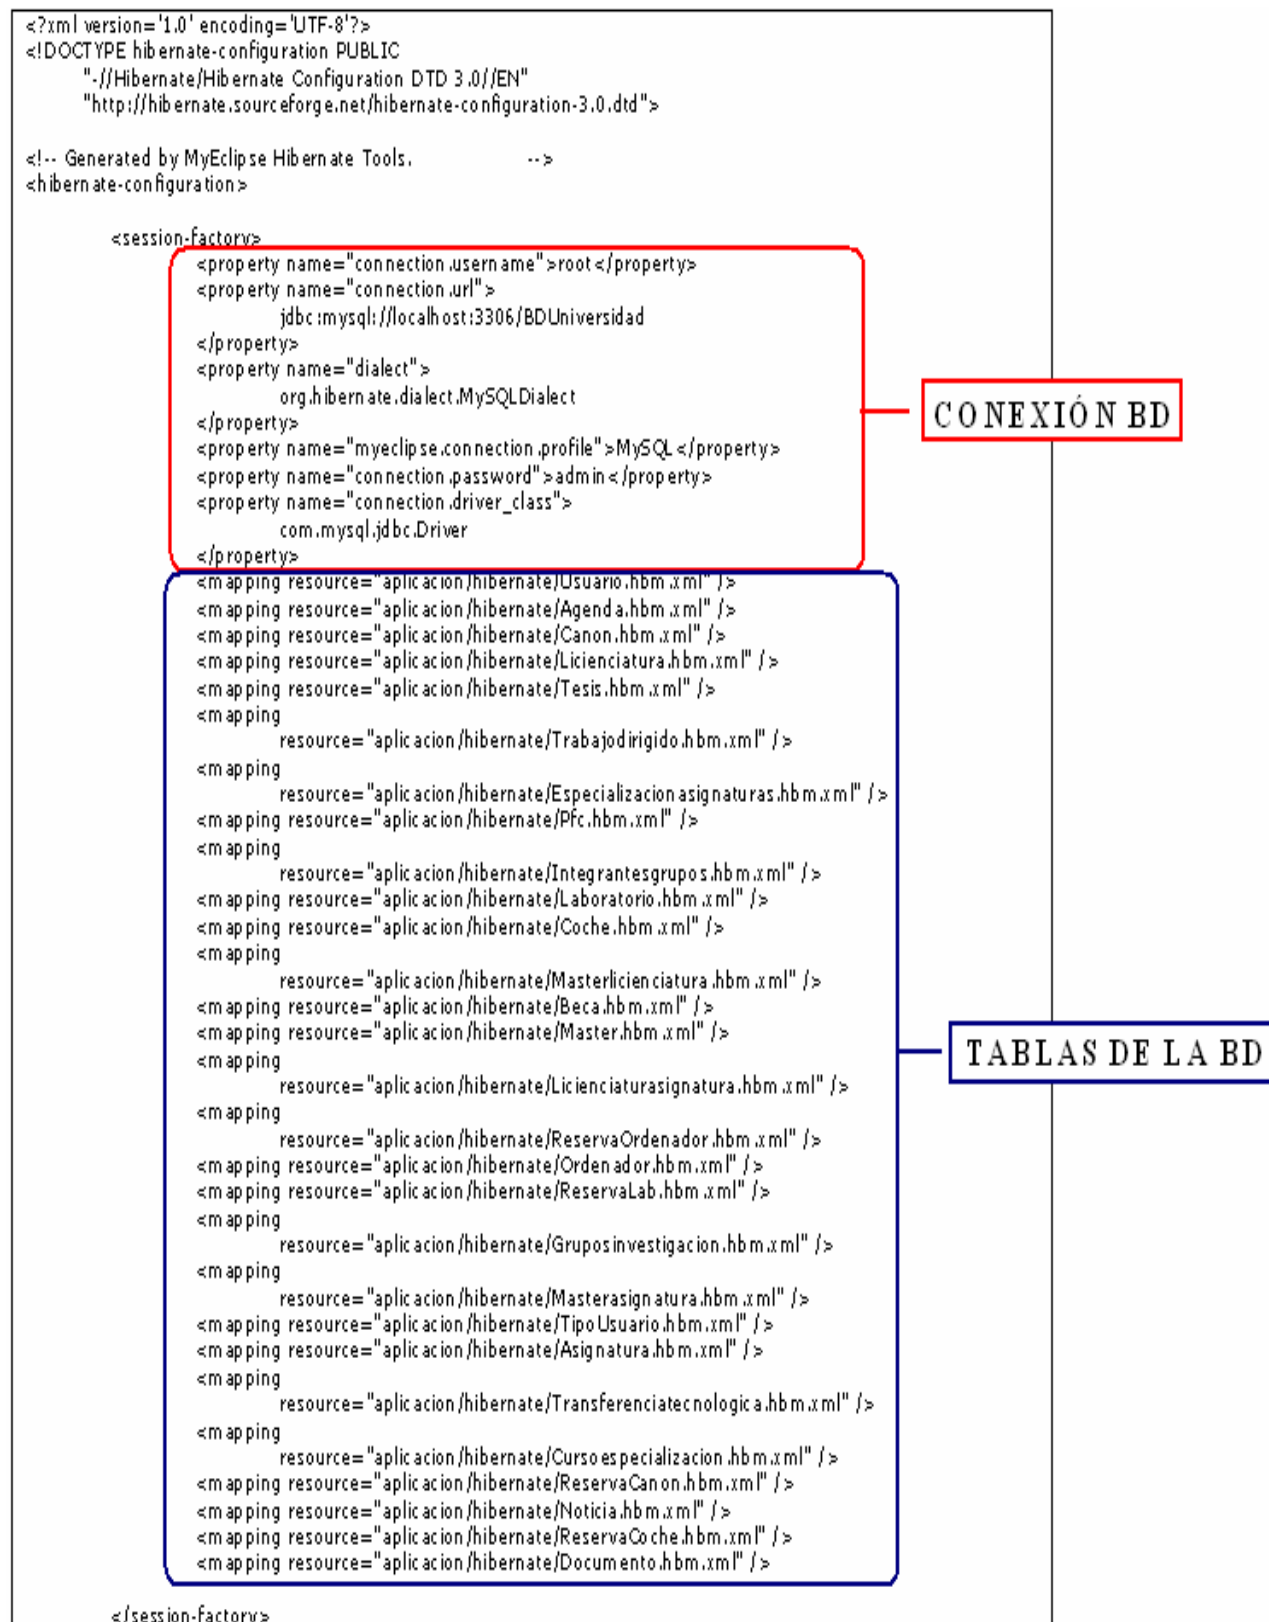 <?xml version='1.0' encoding='UTF-8'?>
<!DOCTYPE hibernate-configuration PUBLIC
"-//Hibernate/Hibernate Configuration DTD 3.0//EN"
"http://hibernate.sourceforge.net/hibernate-configuration-3.0.dtd">
<!-- Generated by MyEclipse Hibernate Tools. -->
<hibernate-configuration>
<session-factory>
<property name="connection.username">root</property>
<property name="connection.url">
jdbc:mysql://localhost:3306/BDUniversidad
</property>
<property name="dialect">
org.hibernate.dialect.MySQLDialect
</property>
<property name="myeclipse.connection.profile">MySQL</property>
<property name="connection.password">admin</property>
<property name="connection.driver_class">
com.mysql.jdbc.Driver
</property>
CONEXIÓN BD
<mapping resource="aplicacion/hibernate/Usuario.hbm.xml" />
<mapping resource="aplicacion/hibernate/Agenda.hbm.xml" />
<mapping resource="aplicacion/hibernate/Canon.hbm.xml" />
<mapping resource="aplicacion/hibernate/Licienciatura.hbm.xml" />
<mapping resource="aplicacion/hibernate/Tesis.hbm.xml" />
<mapping
resource="aplicacion/hibernate/Trabajodirigido.hbm.xml" />
<mapping
resource="aplicacion/hibernate/Especializacionasignaturas.hbm.xml" />
<mapping resource="aplicacion/hibernate/Pfc.hbm.xml" />
<mapping
resource="aplicacion/hibernate/Integrantesgrupos.hbm.xml" />
<mapping resource="aplicacion/hibernate/Laboratorio.hbm.xml" />
<mapping resource="aplicacion/hibernate/Coche.hbm.xml" />
<mapping
resource="aplicacion/hibernate/Masterlicienciatura.hbm.xml" />
<mapping resource="aplicacion/hibernate/Beca.hbm.xml" />
<mapping resource="aplicacion/hibernate/Master.hbm.xml" />
<mapping
resource="aplicacion/hibernate/Licienciaturasignatura.hbm.xml" />
<mapping
resource="aplicacion/hibernate/ReservaOrdenador.hbm.xml" />
<mapping resource="aplicacion/hibernate/Ordenador.hbm.xml" />
<mapping resource="aplicacion/hibernate/ReservaLab.hbm.xml" />
<mapping
resource="aplicacion/hibernate/Gruposinvestigacion.hbm.xml" />
<mapping
resource="aplicacion/hibernate/Masterasignatura.hbm.xml" />
<mapping resource="aplicacion/hibernate/TipoUsuario.hbm.xml" />
<mapping resource="aplicacion/hibernate/Asignatura.hbm.xml" />
<mapping
resource="aplicacion/hibernate/Transferenciatecnologica.hbm.xml" />
<mapping
resource="aplicacion/hibernate/Cursoespecializacion.hbm.xml" />
<mapping resource="aplicacion/hibernate/ReservaCanon.hbm.xml" />
<mapping resource="aplicacion/hibernate/Noticia.hbm.xml" />
<mapping resource="aplicacion/hibernate/ReservaCoche.hbm.xml" />
<mapping resource="aplicacion/hibernate/Documento.hbm.xml" />
TABLAS DE LA BD
</session-factory>